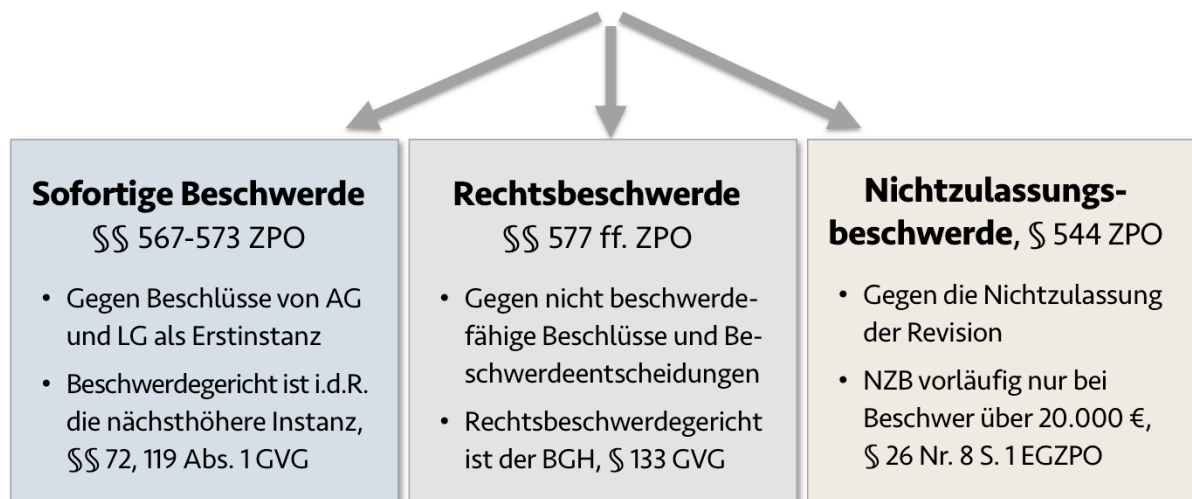 Sofortige Beschwerde
§§ 567-573 ZPO
• Gegen Beschlüsse von AG
und LG als Erstinstanz
• Beschwerdegericht ist i.d.R.
die nächsthöhere Instanz,
§§ 72, 119 Abs. 1 GVG
Rechtsbeschwerde
§§ 577 ff. ZPO
• Gegen nicht beschwerde-
fähige Beschlüsse und Be-
schwerdeentscheidungen
• Rechtsbeschwerdegericht
ist der BGH, § 133 GVG
Nichtzulassungs-
beschwerde, § 544 ZPO
• Gegen die Nichtzulassung
der Revision
• NZB vorläufig nur bei
Beschwer über 20.000 €,
§ 26 Nr. 8 S. 1 EGZPO